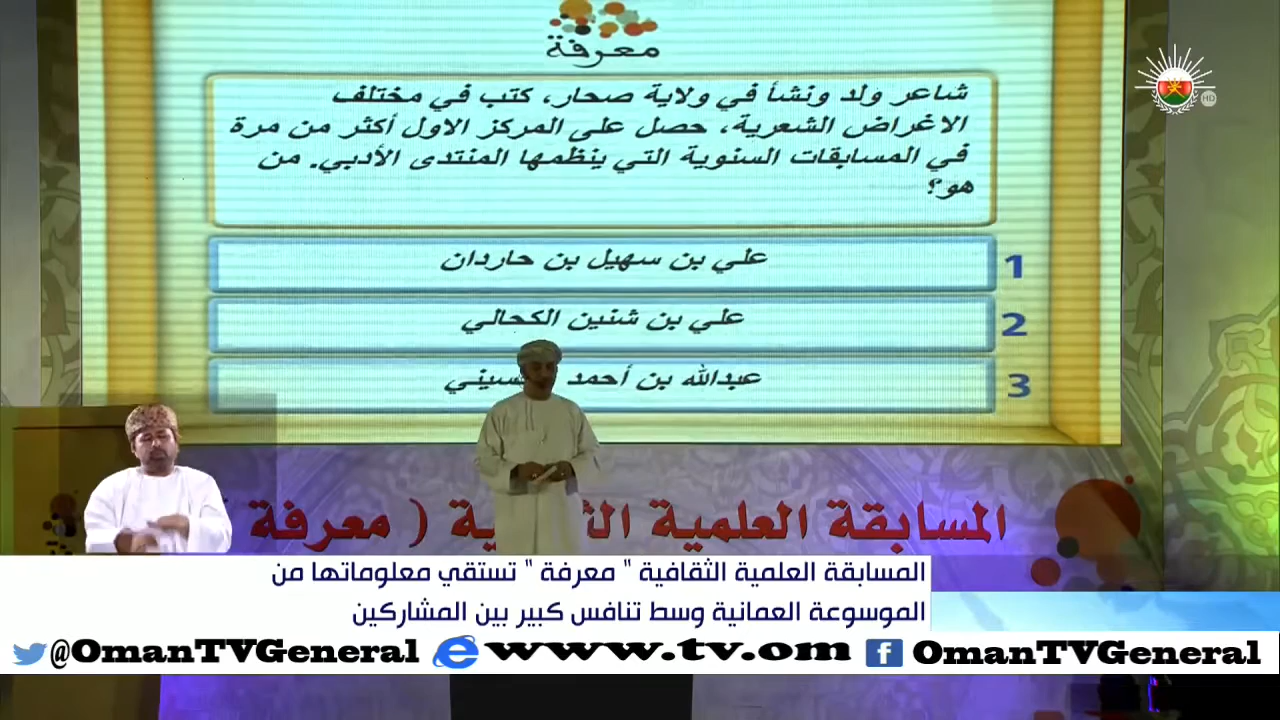 معرفة
شاعر ولد ونشأ في ولاية صحار، كتب في مختلف
الاغراض الشعرية، حصل على المركز الاول أكثر من مرة
في المسابقات السنوية التي ينظمها المنتدى الأدبي. من
هو؟
علي بن سهيل بن حاردان 1
علي بن شنين الكحالي 2
عبدالله بن أحمد 3
المسابقة العلمية ( معرفة
المسابقة العلمية الثقافية " معرفة " تستقي معلوماتها من
الموسوعة العمانية وسط تنافس كبير بين المشاركين
@OmanTVGeneral www.tv.om OmanTVGeneral
HD